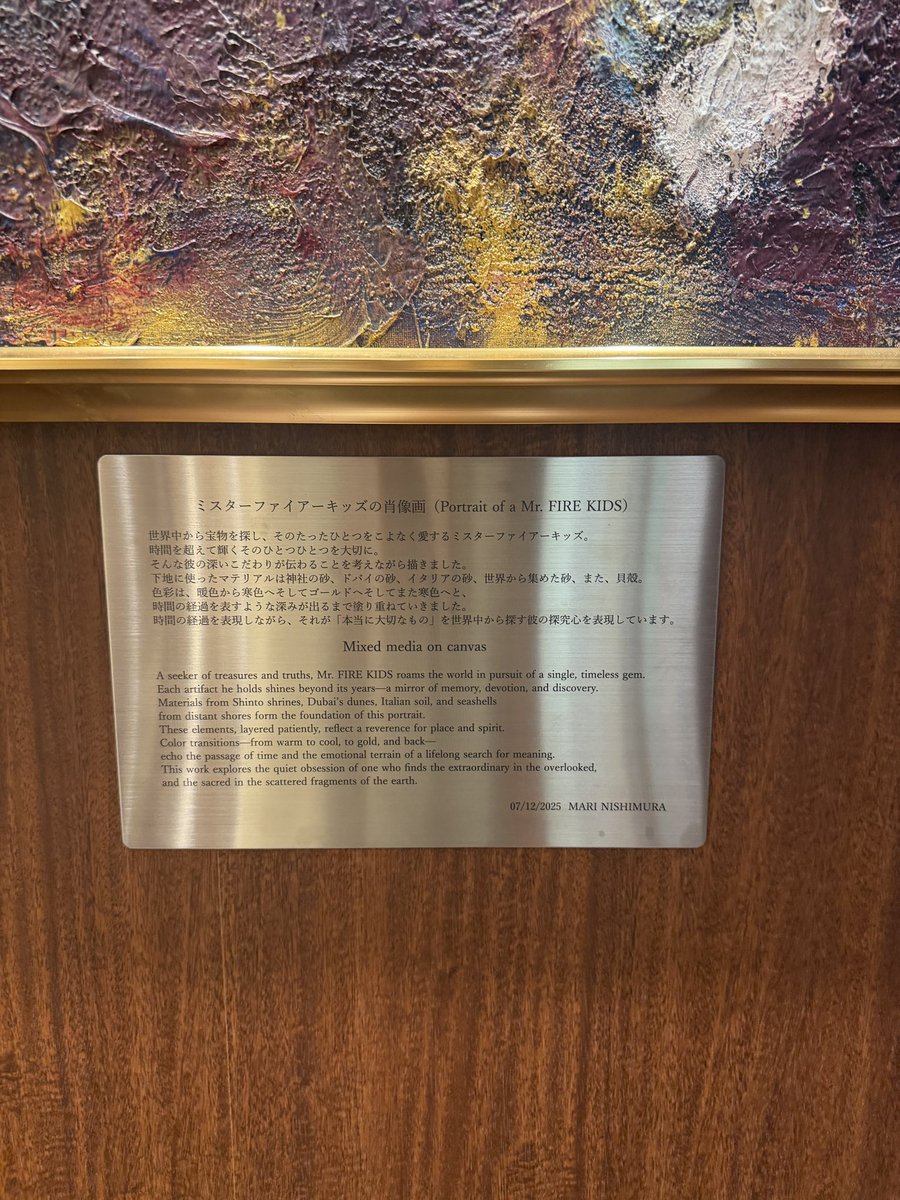 ミスターファイアーキッズの肖像画（Portrait of a Mr. FIRE KIDS）
世界中から宝物を探し、そのたったひとつをこよなく愛するミスターファイアーキッズ。
時間を超えて輝くそのひとつひとつを大切に。
そんな彼の深いこだわりが伝わることを考えながら描きました。
下地に使ったマテリアルは神社の砂、ドバイの砂、イタリアの砂、世界から集めた砂、また、貝殻。
色彩は、暖色から寒色へそしてゴールドへそしてまた寒色へと、
時間の経過を表すような深みが出るまで塗り重ねていきました。
時間の経過を表現しながら、それが「本当に大切なもの」を世界中から探す彼の探究心を表現しています。
Mixed media on canvas
A seeker of treasures and truths, Mr. FIRE KIDS roams the world in pursuit of a single, timeless gem.
Each artifact he holds shines beyond its years—a mirror of memory, devotion, and discovery.
Materials from Shinto shrines, Dubai's dunes, Italian soil, and seashells
from distant shores form the foundation of this portrait.
These elements, layered patiently, reflect a reverence for place and spirit.
Color transitions—from warm to cool, to gold, and back—
echo the passage of time and the emotional terrain of a lifelong search for meaning.
This work explores the quiet obsession of one who finds the extraordinary in the overlooked,
and the sacred in the scattered fragments of the earth.
07/12/2025 MARI NISHIMURA